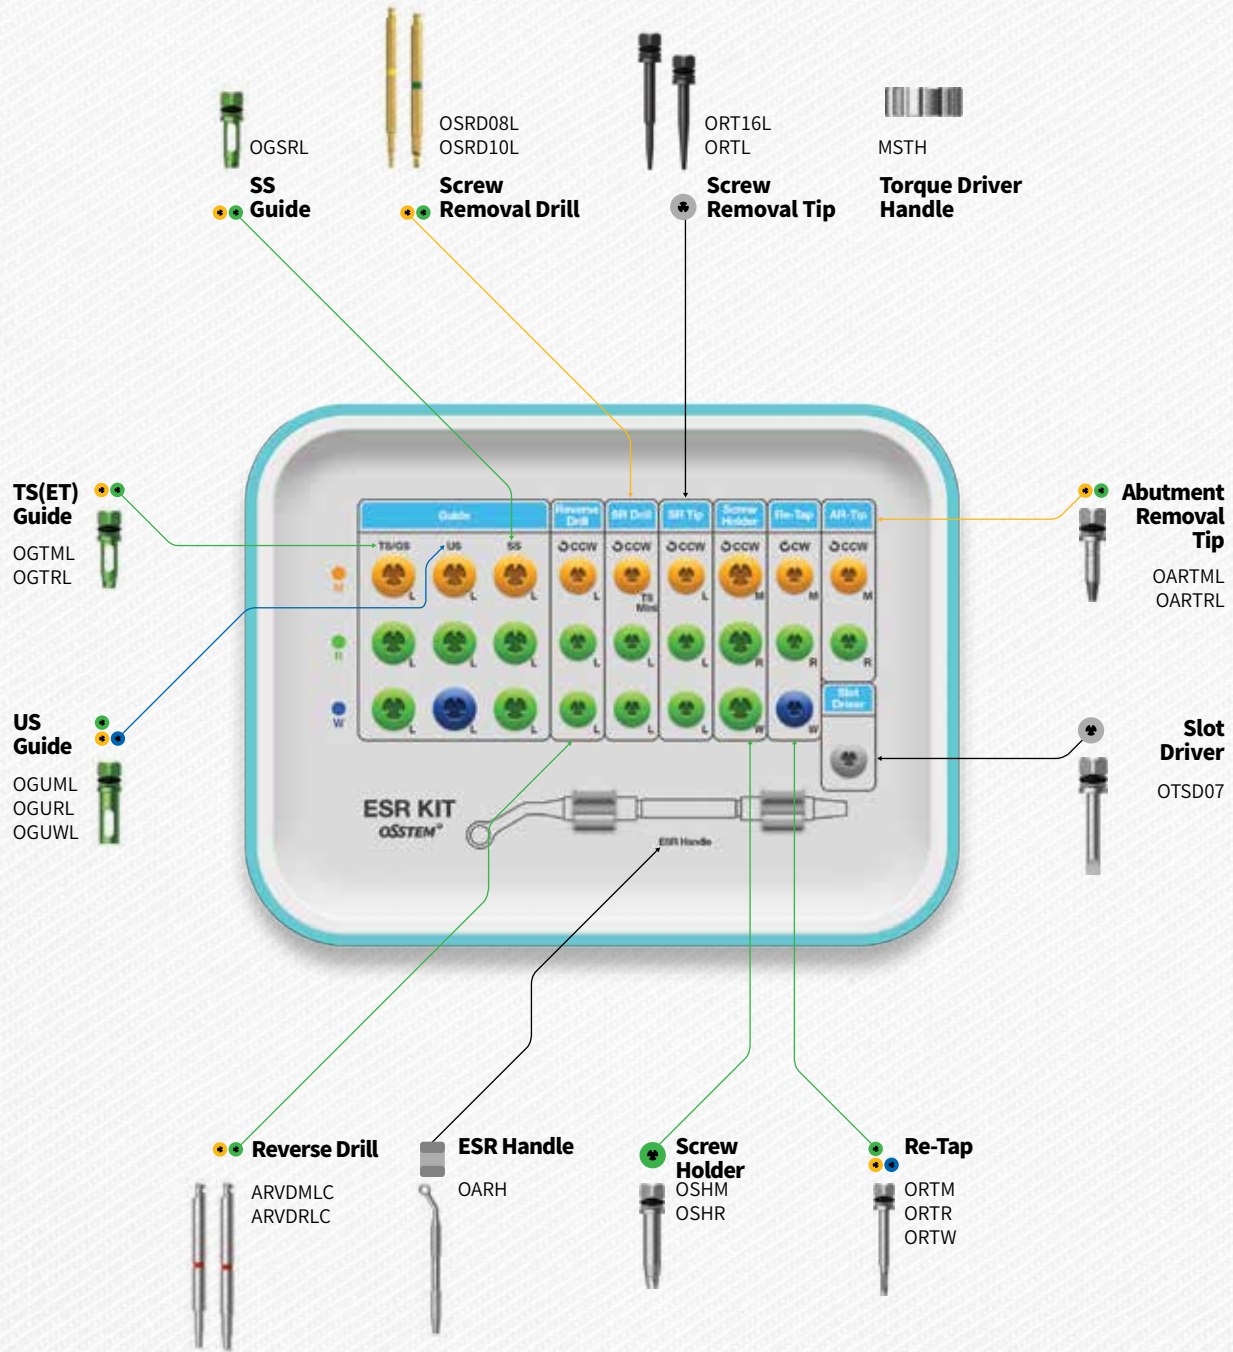 OGSRL
SS
Guide
OSRD08L
OSRD10L
Screw
Removal Drill
ORT16L
ORTL
Screw
Removal Tip
MSTH
Torque Driver
Handle
TS(ET)
Guide
OGTML
OGTRL
US
Guide
OGUML
OGURL
OGUWL
Abutment
Removal
Tip
OARTML
OARTRL
Slot
Driver
OTSD07
Guide
Reverse
Drill
SR Drill
SR Tip
Screw
Holder
Re-Tap
AR-Tip
TS/GS
US
SS
CCW
CCW
CCW
CCW
CW
CCW
M
L
L
L
L
TS
Mini
L
M
M
M
R
L
L
L
L
L
L
R
R
R
W
L
L
L
L
L
L
W
W
Slot
Driver
ESR KIT
OSSTEM®
ESR Handle
Reverse Drill
ARVDMLC
ARVDRLC
ESR Handle
OARH
Screw
Holder
OSHM
OSHR
Re-Tap
ORTM
ORTR
ORTW